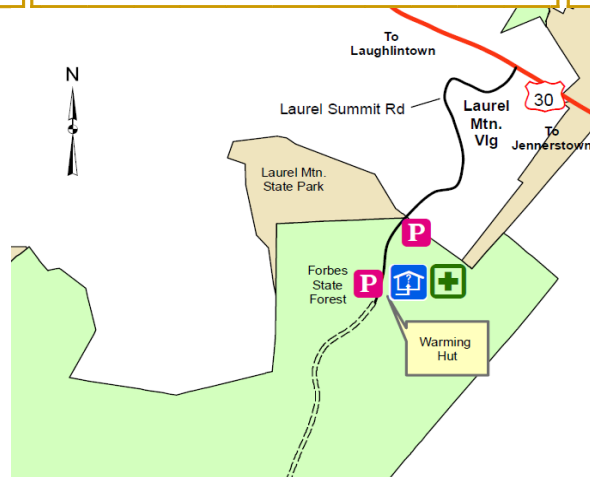 To
Laughlintown
N
30
Laurel Summit Rd
Laurel
Mtn.
Vlg
To
Jennerstown
Laurel Mtn.
State Park
P
Forbes
State
Forest
P
?
Warming
Hut